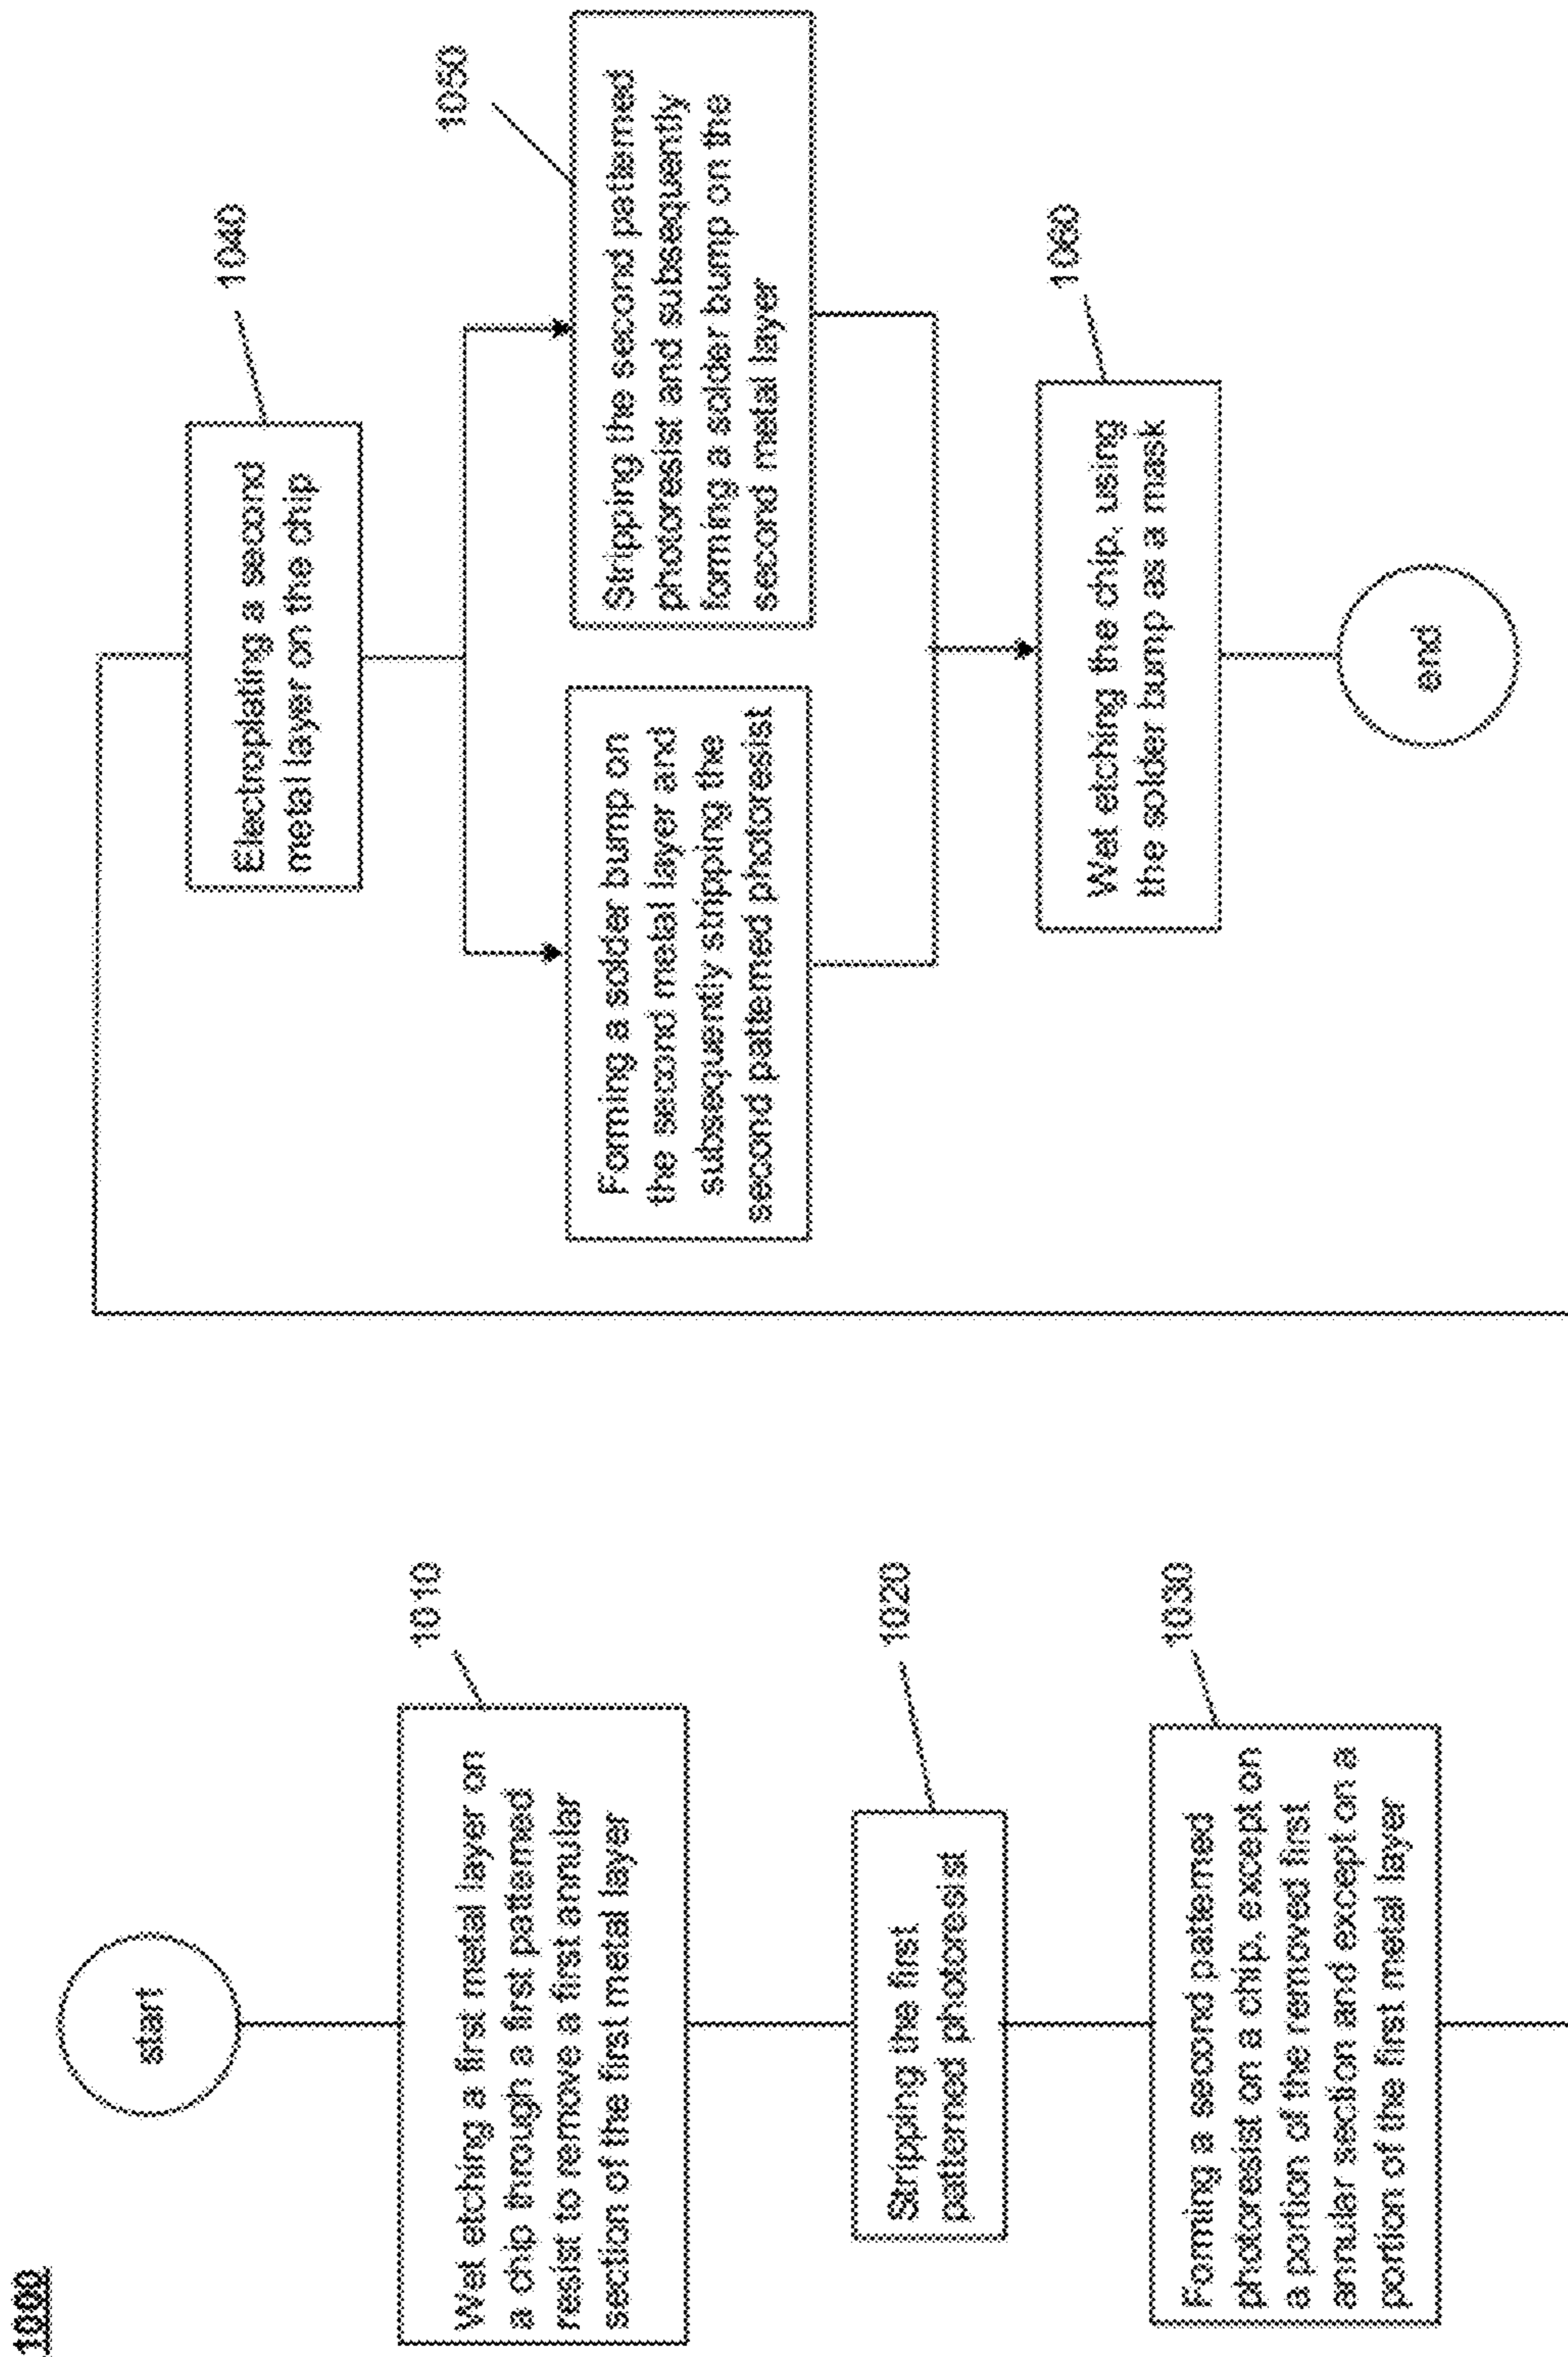 1000
start
Wet etching a first metal layer on
a chip through a first patterned
resist to remove a first annular
section of the first metal layer
1010
Stripping the first
patterned photoresist
1020
Forming a second patterned
photoresist on a chip, except on
a portion of the removed first
annular section and except on a
portion of the first metal layer
1030
Electroplating a second
metal layer on the chip
1040
Forming a solder bump on
the second metal layer and
subsequently stripping the
second patterned photoresist
Stripping the second patterned
photoresist and subsequently
forming a solder bump on the
second metal layer
1050
Wet etching the chip, using
the solder bump as a mask
1060
end